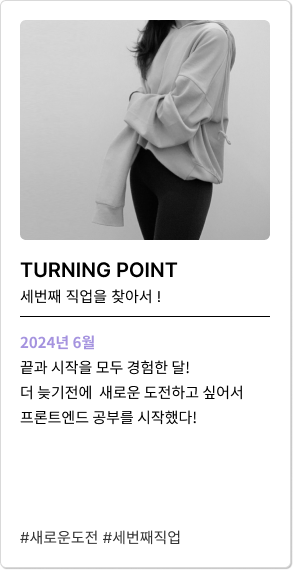 TURNING POINT
세번째 직업을 찾아서 !
2024년 6월
끝과 시작을 모두 경험한 달!
더 늦기전에 새로운 도전하고 싶어서
프론트엔드 공부를 시작했다!
#새로운도전 #세번째직업